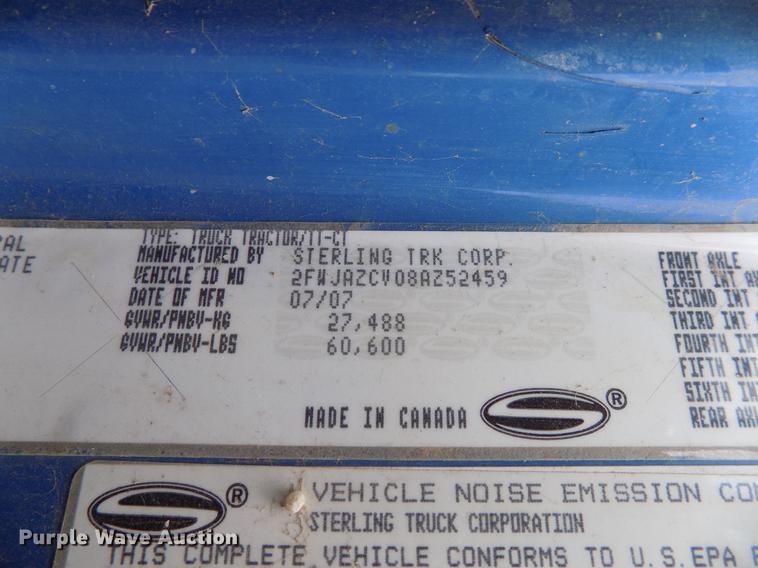 RAL
ATE
TYPE: TRUCK TRACTOR/TT-CT
MANUFACTURED BY STERLING TRK CORP.
VEHICLE ID NO 2FWJAZCV08AZ52459
DATE OF MFR 07/07
GVWR/PNBV-KG 27,488
GVWR/PNBV-LBS 60,600
MADE IN CANADA
®
FRONT AXLE
FIRST INT A
SECOND INT
THIRD INT
FOURTH INT
FIFTH INT
SIXTH INT
REAR AX
®
VEHICLE NOISE EMISSION CO
STERLING TRUCK CORPORATION
THIS COMPLETE VEHICLE CONFORMS TO U.S.EPA
Purple Wave Auction